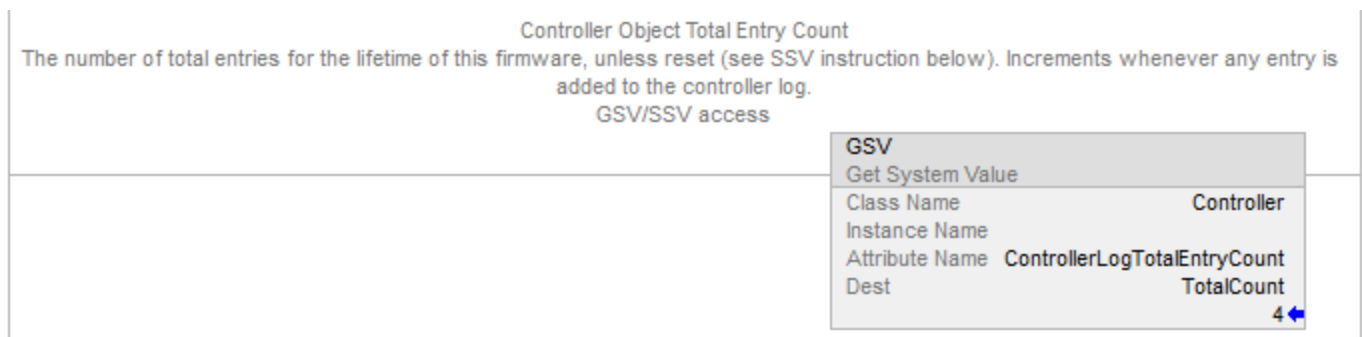 Controller Object Total Entry Count
The number of total entries for the lifetime of this firmware, unless reset (see SSV instruction below). Increments whenever any entry is
added to the controller log.
GSV/SSV access
GSV
Get System Value
Class Name Controller
Instance Name
Attribute Name ControllerLogTotalEntryCount
Dest TotalCount
4